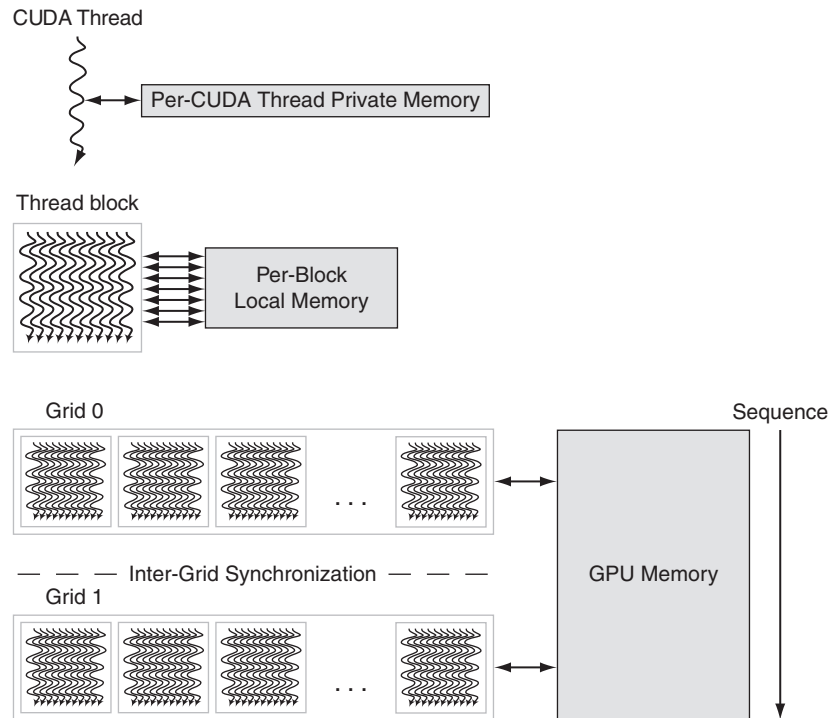 CUDA Thread
Per-CUDA Thread Private Memory
Thread block
Per-Block
Local Memory
Grid 0
Sequence
. . .
Inter-Grid Synchronization
GPU Memory
Grid 1
. . .